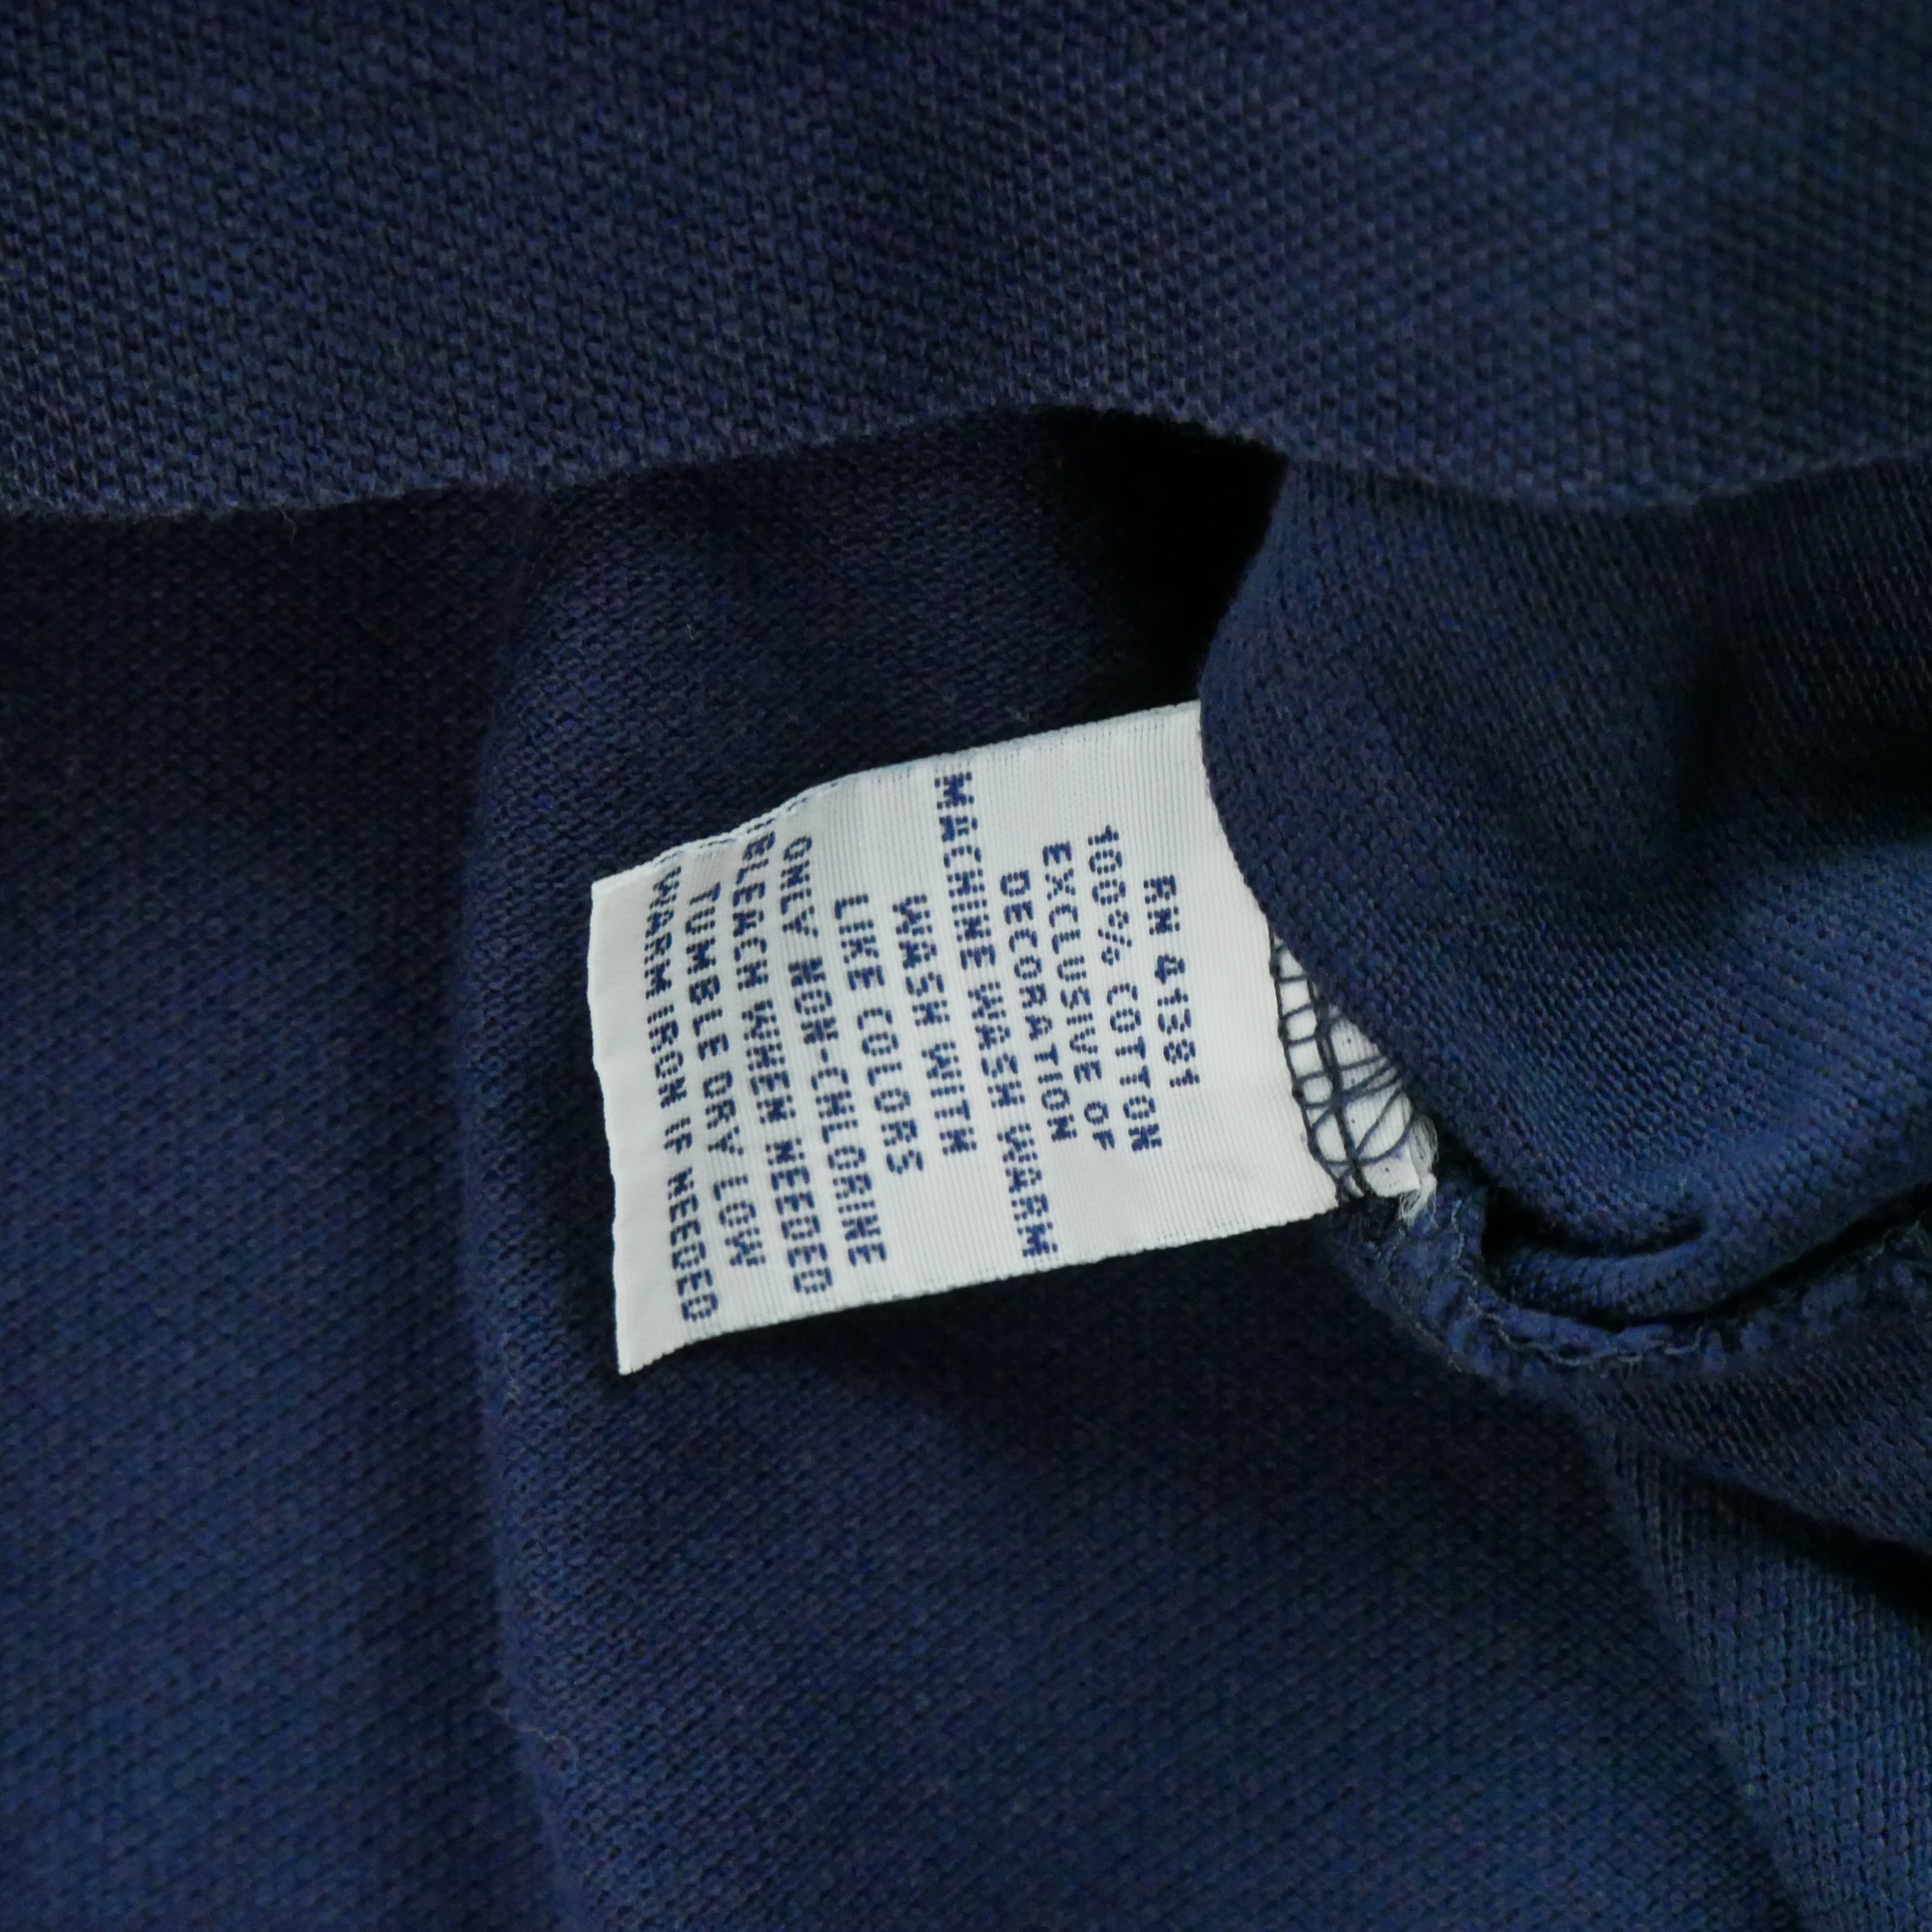 RN 41381
100% COTTON
EXCLUSIVE OF
DECORATION
MACHINE WASH WARM
WASH WITH
LIKE COLORS
ONLY NON-CHLORINE
BLEACH WHEN NEEDED
TUMBLE DRY LOW
WARM IRON IF NEEDED